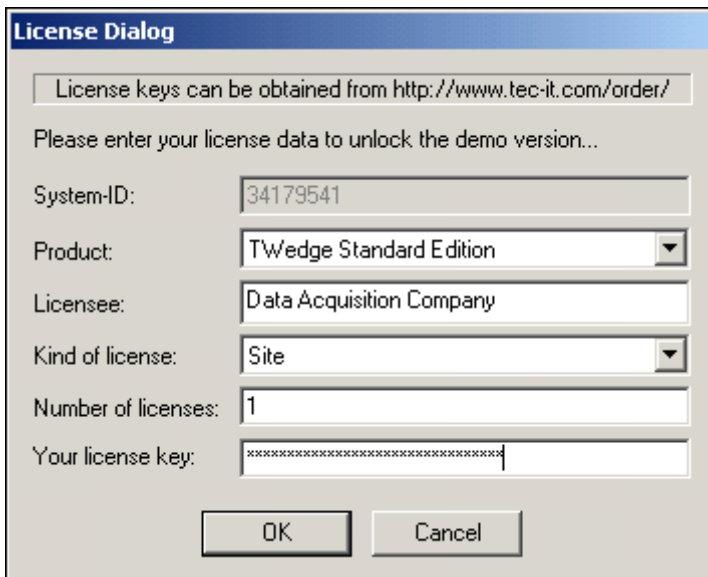 License Dialog
License keys can be obtained from http://www.tec-it.com/order/
Please enter your license data to unlock the demo version...
System-ID: 34179541
Product: TWedge Standard Edition
Licensee: Data Acquisition Company
Kind of license: Site
Number of licenses: 1
Your license key: ********************************
OK Cancel